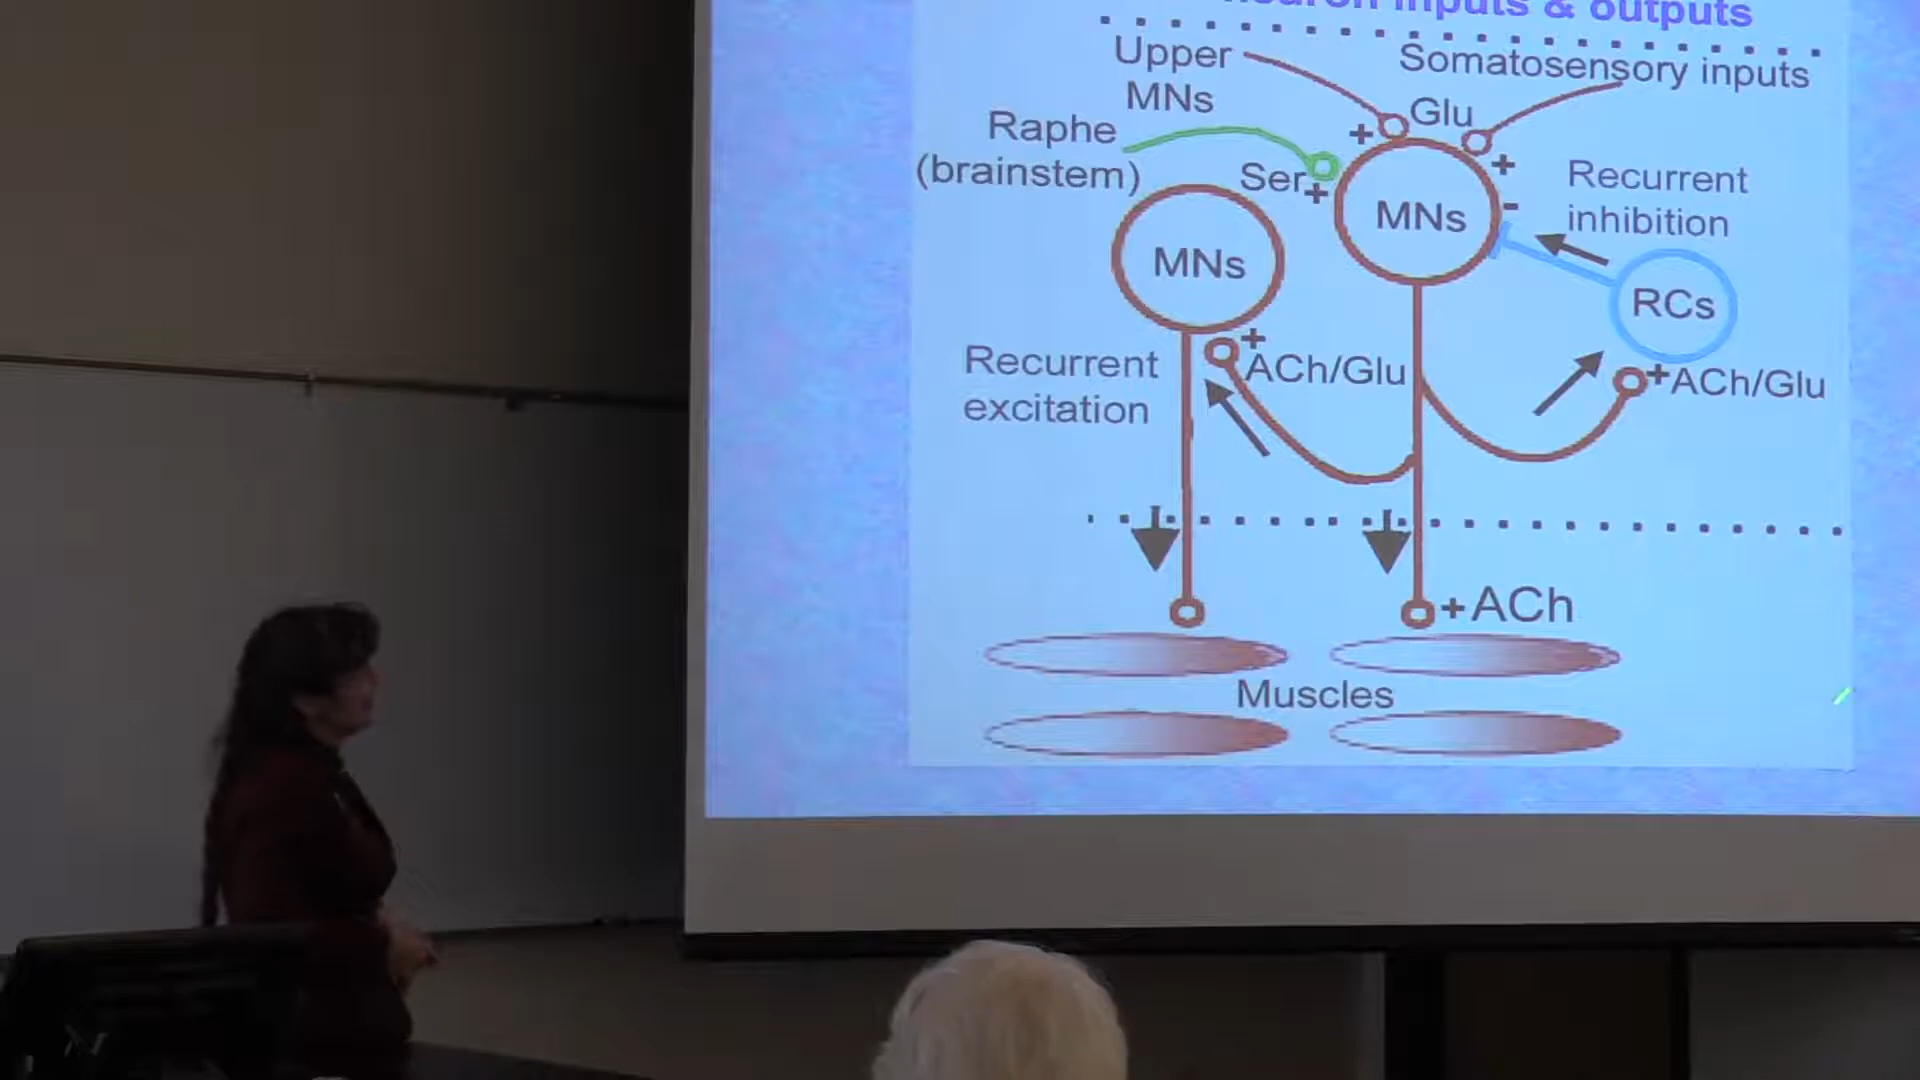 inputs & outputs
Upper
MNs
Somatosensory inputs
Glu
+
+
Raphe
(brainstem)
Ser
+
MNs
-
Recurrent
inhibition
MNs
RCs
+
ACh/Glu
+ACh/Glu
Recurrent
excitation
+ACh
Muscles